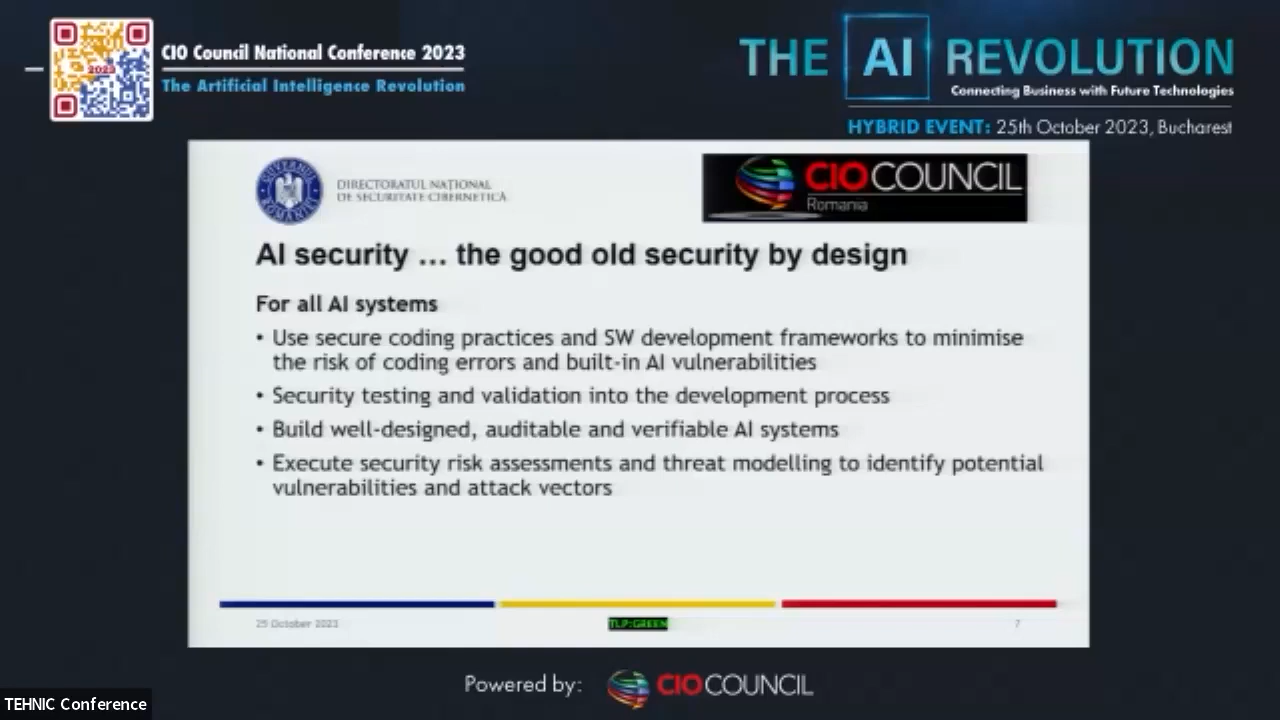 CIO Council National Conference 2023
The Artificial Intelligence Revolution
2023
THE AI REVOLUTION
Connecting Business with Future Technologies
HYBRID EVENT: 25th October 2023, Bucharest
GUVERNUL ROMÂNIEI
DIRECTORATUL NAȚIONAL
DE SECURITATE CIBERNETICĂ
CIO COUNCIL
Romania
AI security ... the good old security by design
For all AI systems
• Use secure coding practices and SW development frameworks to minimise
the risk of coding errors and built-in AI vulnerabilities
• Security testing and validation into the development process
• Build well-designed, auditable and verifiable AI systems
• Execute security risk assessments and threat modelling to identify potential
vulnerabilities and attack vectors
25 October 2023
TLP:GREEN
7
Powered by: CIO COUNCIL
TEHNIC Conference